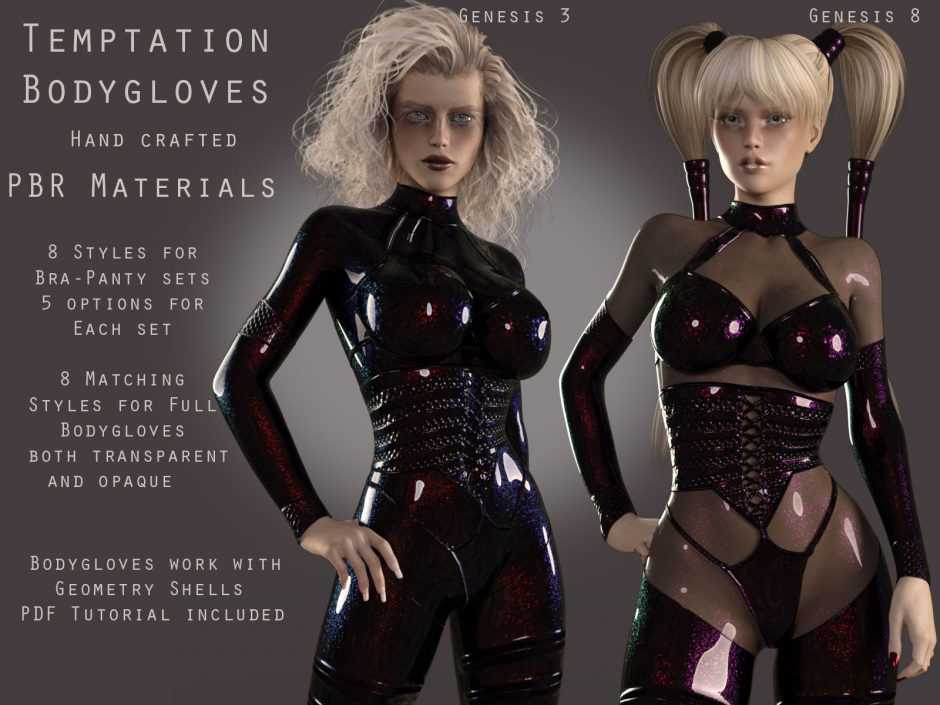 Genesis 3
Genesis 8
Temptation
Bodygloves
Hand crafted
PBR Materials
8 Styles for
Bra-Panty sets
5 options for
Each set
8 Matching
Styles for Full
Bodygloves
both transparent
and opaque
Bodygloves work with
Geometry Shells
PDF Tutorial included